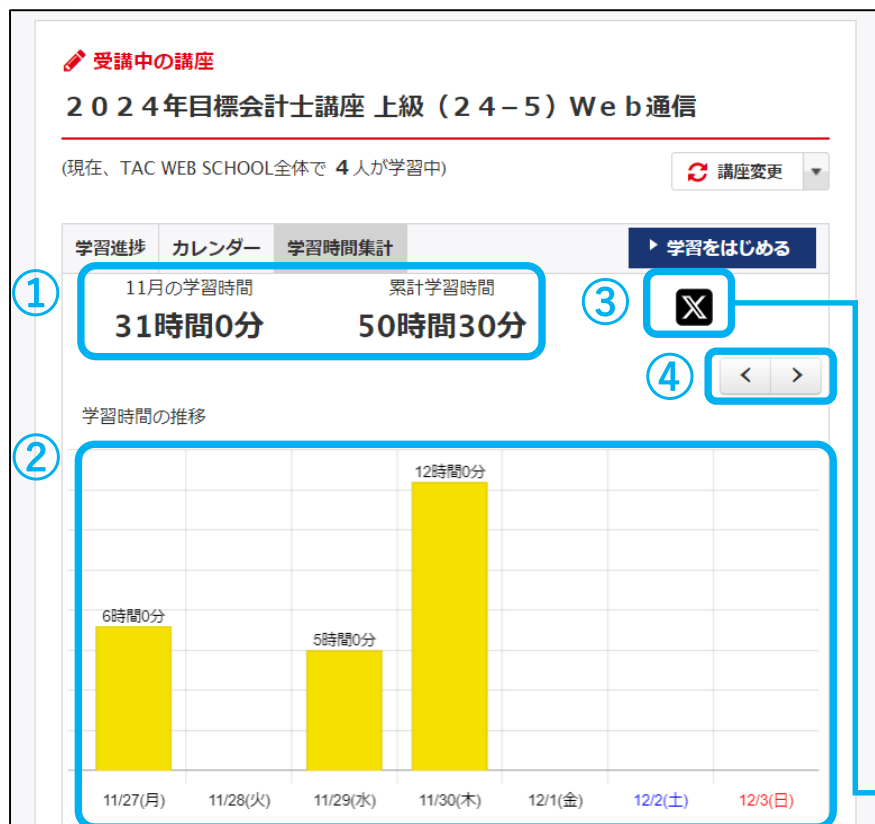 受講中の講座
２０２４年目標会計士講座 上級（２４−５）Ｗｅｂ通信
(現在、TAC WEB SCHOOL全体で 4 人が学習中)
講座変更
学習進捗 カレンダー 学習時間集計
学習をはじめる
①
11月の学習時間 累計学習時間
31時間0分 50時間30分
③
X
④
< >
学習時間の推移
②
12時間0分
6時間0分
5時間0分
11/27(月) 11/28(火) 11/29(水) 11/30(木) 12/1(金) 12/2(土) 12/3(日)